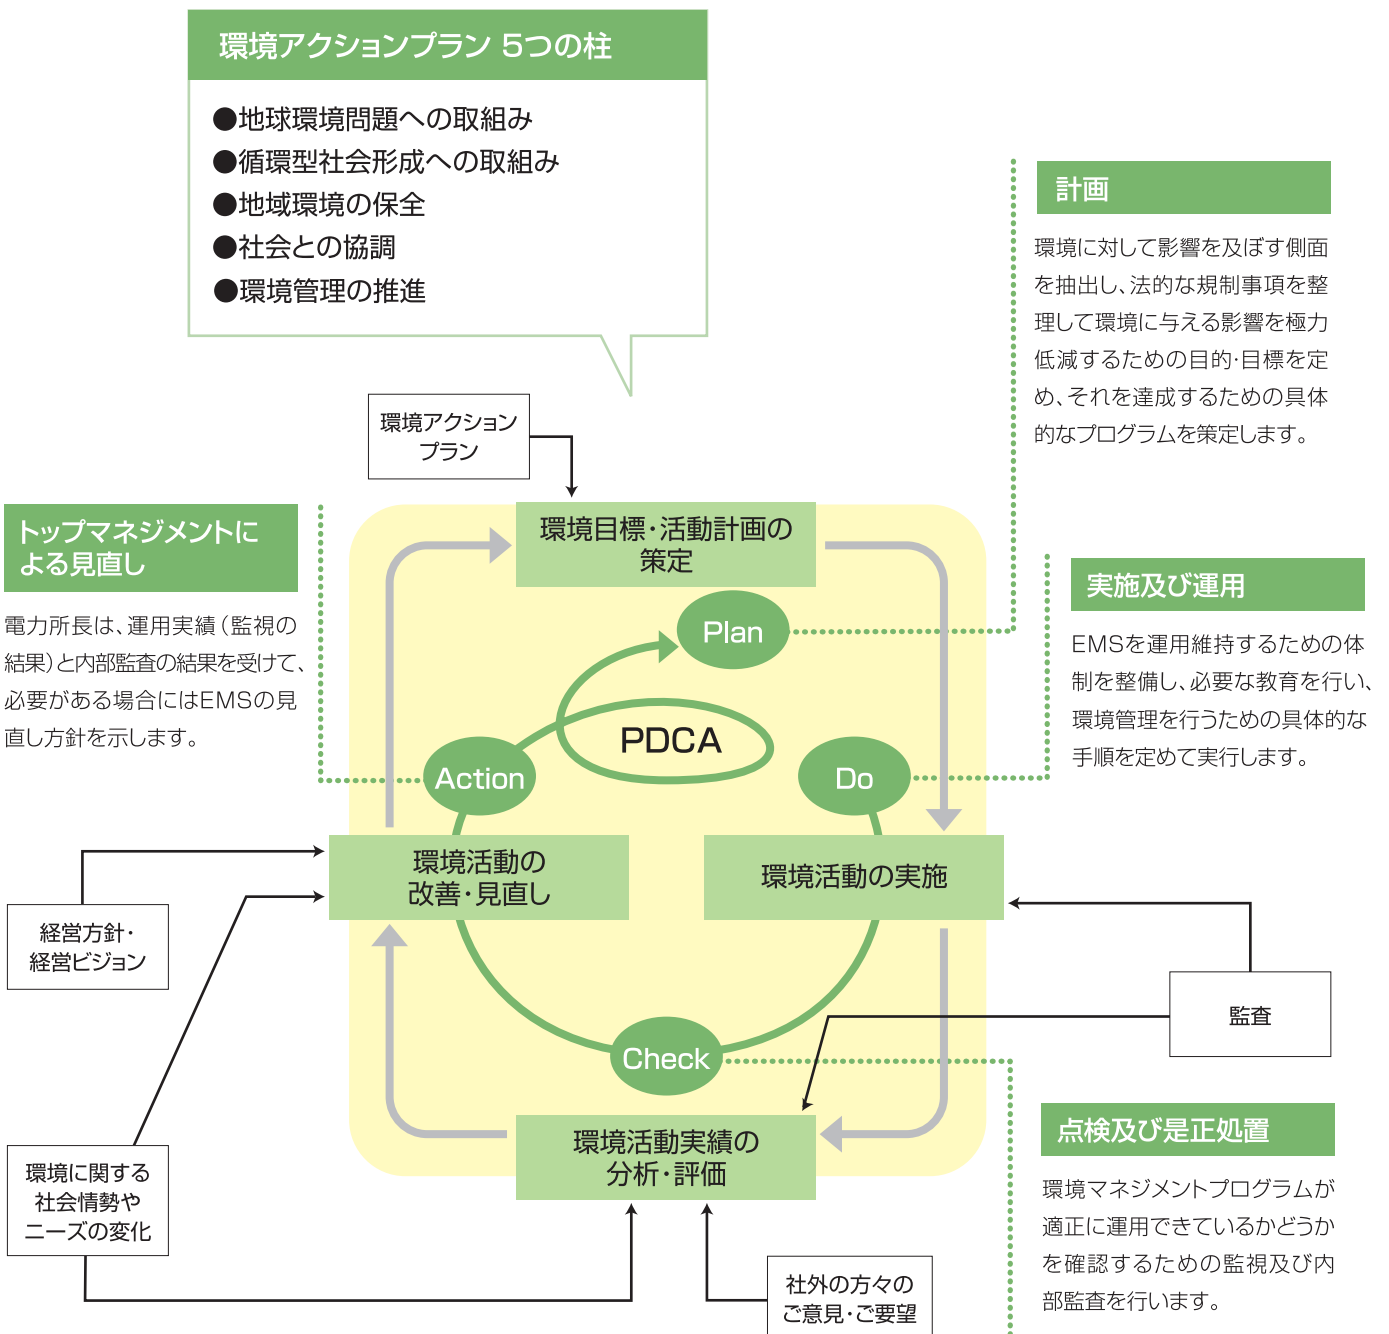 環境アクションプラン 5つの柱
●地球環境問題への取組み
●循環型社会形成への取組み
●地域環境の保全
●社会との協調
●環境管理の推進
計画
環境に対して影響を及ぼす側面
を抽出し、法的な規制事項を整
理して環境に与える影響を極力
低減するための目的・目標を定
め、それを達成するための具体
的なプログラムを策定します。
環境アクション
プラン
トップマネジメントに
よる見直し
電力所長は、運用実績（監視の
結果）と内部監査の結果を受けて、
必要がある場合にはEMSの見
直し方針を示します。
環境目標・活動計画の
策定
Plan
実施及び運用
EMSを運用維持するための体
制を整備し、必要な教育を行い、
環境管理を行うための具体的な
手順を定めて実行します。
PDCA
Action
Do
環境活動の
改善・見直し
環境活動の実施
経営方針・
経営ビジョン
監査
Check
環境活動実績の
分析・評価
点検及び是正処置
環境マネジメントプログラムが
適正に運用できているかどうか
を確認するための監視及び内
部監査を行います。
環境に関する
社会情勢や
ニーズの変化
社外の方々の
ご意見・ご要望